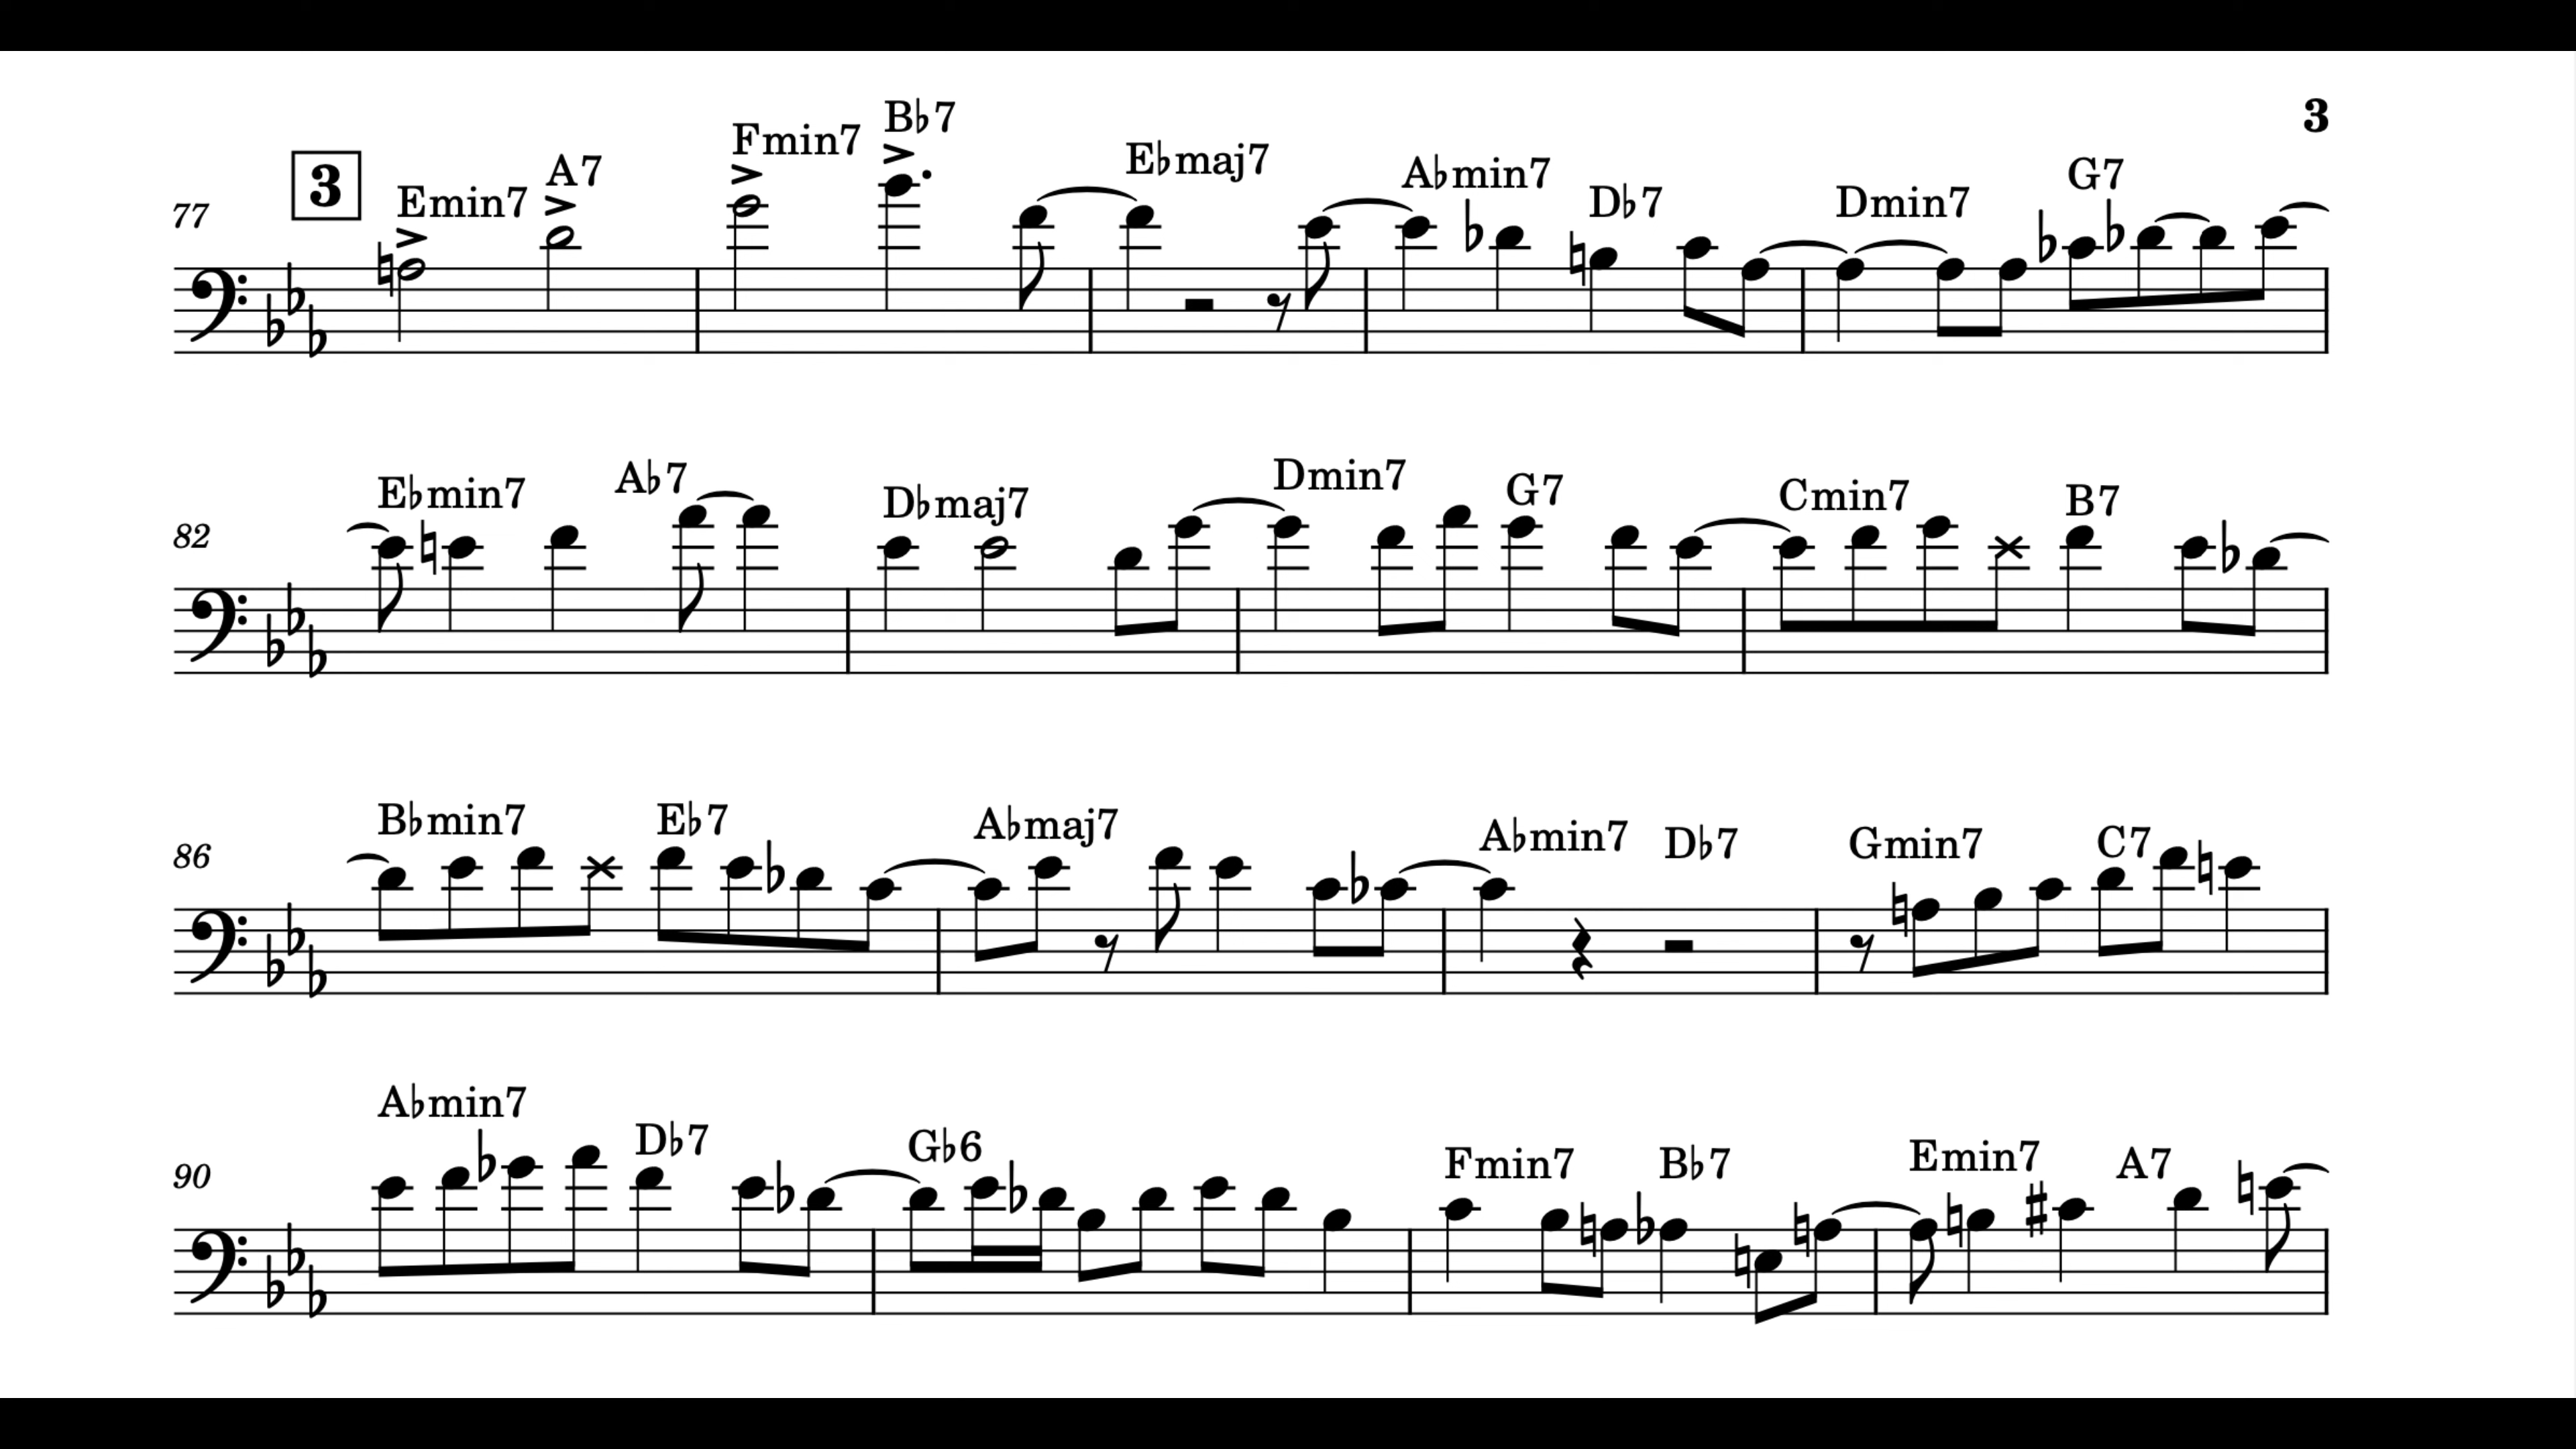 3
3
Emin7 A7 Fmin7 B♭7 E♭maj7 A♭min7 D♭7 Dmin7 G7
77
E♭min7 A♭7 D♭maj7 Dmin7 G7 Cmin7 B7
82
B♭min7 E♭7 A♭maj7 A♭min7 D♭7 Gmin7 C7
86
A♭min7 D♭7 G♭6 Fmin7 B♭7 Emin7 A7
90